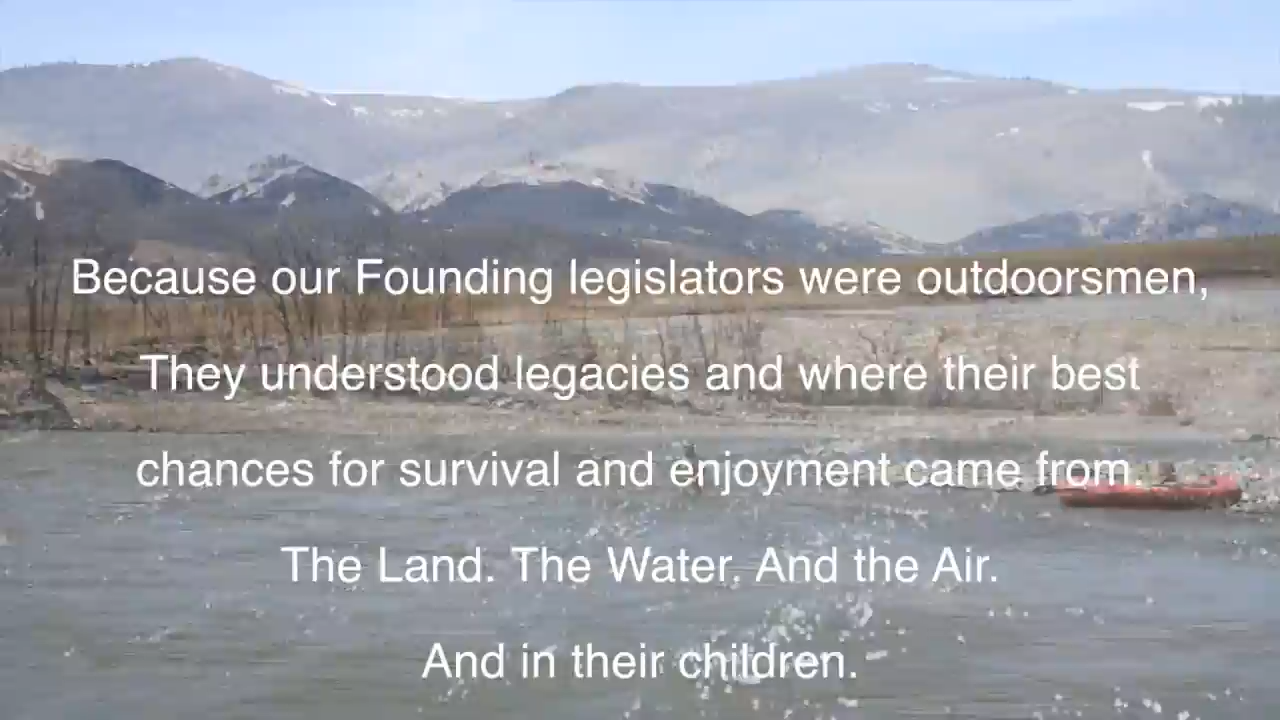 Because our Founding legislators were outdoorsmen,
They understood legacies and where their best
chances for survival and enjoyment came from.
The Land. The Water. And the Air.
And in their children.